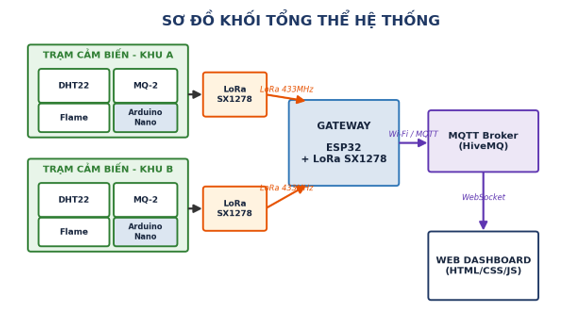 SƠ ĐỒ KHỐI TỔNG THỂ HỆ THỐNG
TRẠM CẢM BIẾN - KHU A
DHT22
MQ-2
Flame
Arduino
Nano
LoRa
SX1278
LoRa 433MHz
TRẠM CẢM BIẾN - KHU B
DHT22
MQ-2
Flame
Arduino
Nano
LoRa
SX1278
LoRa 433MHz
GATEWAY
ESP32
+ LoRa SX1278
Wi-Fi / MQTT
MQTT Broker
(HiveMQ)
WebSocket
WEB DASHBOARD
(HTML/CSS/JS)